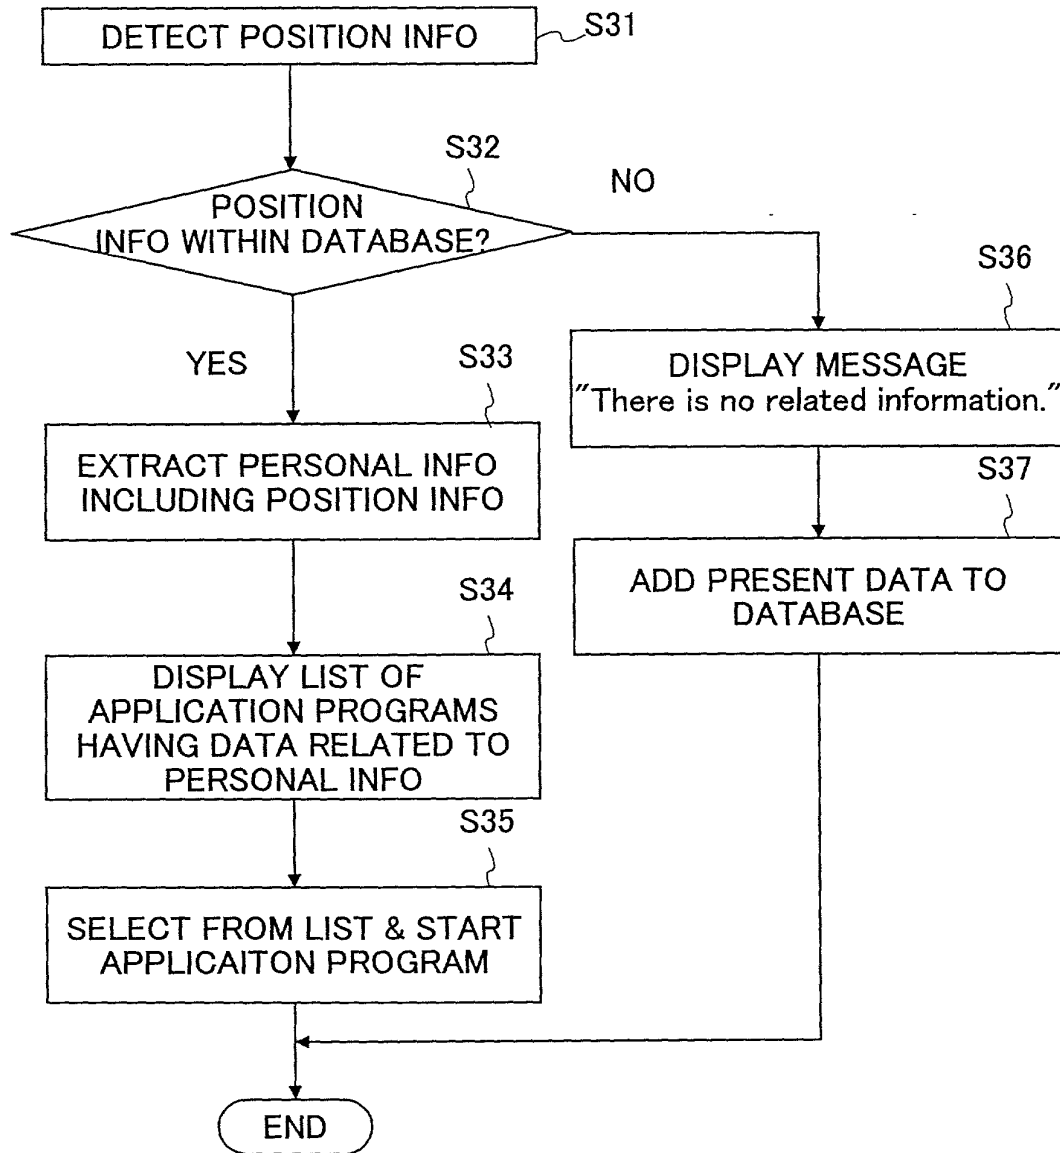 DETECT POSITION INFO
S31
S32
POSITION
INFO WITHIN DATABASE?
NO
YES
S33
EXTRACT PERSONAL INFO
INCLUDING POSITION INFO
S34
DISPLAY LIST OF
APPLICATION PROGRAMS
HAVING DATA RELATED TO
PERSONAL INFO
S35
SELECT FROM LIST & START
APPLICAITON PROGRAM
S36
DISPLAY MESSAGE
"There is no related information."
S37
ADD PRESENT DATA TO
DATABASE
END